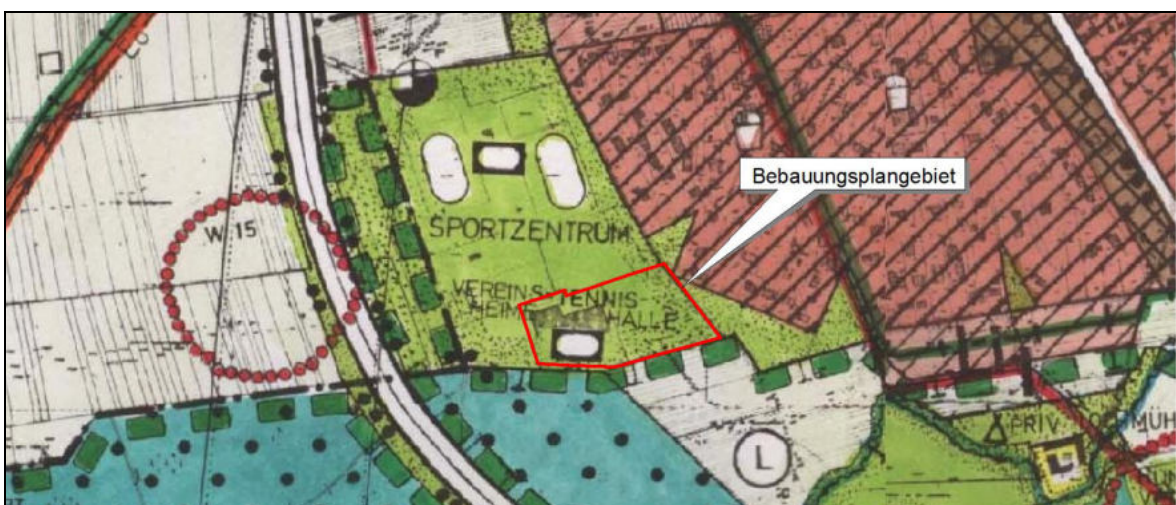 Bebauungsplangebiet
W 15
SPORTZENTRUM
VEREINS TENNIS
HEIM HALLE
L
PRIV.